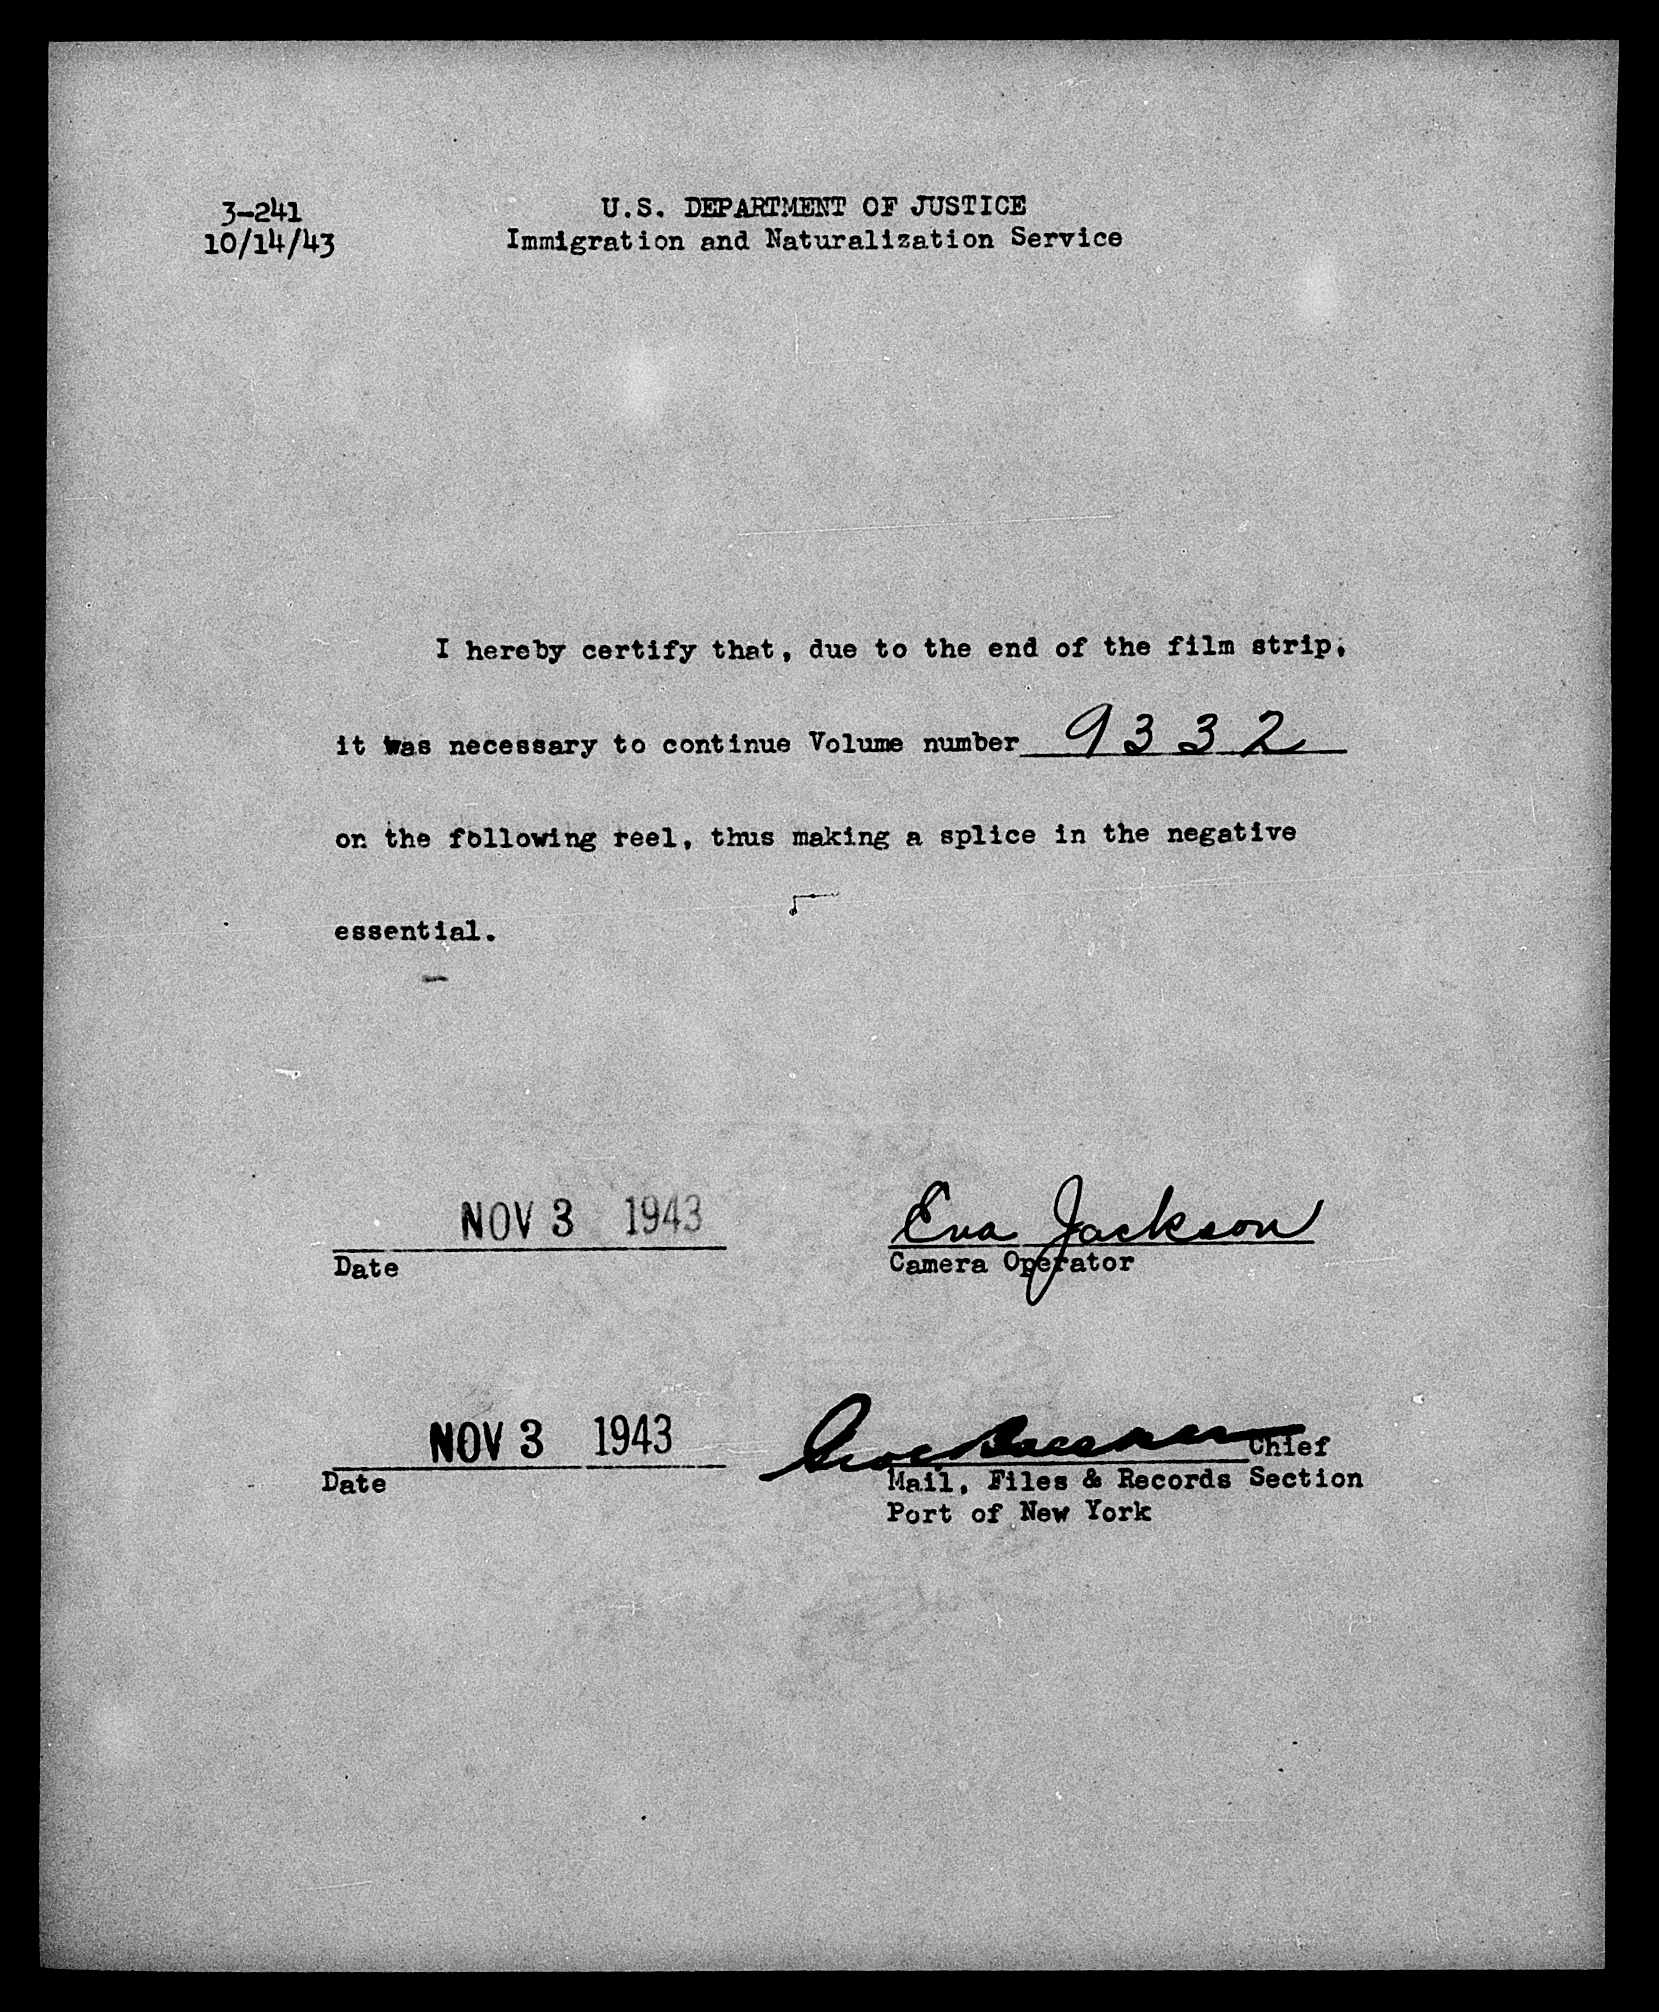 3-241
10/14/43
U.S. DEPARTMENT OF JUSTICE
Immigration and Naturalization Service
I hereby certify that, due to the end of the film strip,
it was necessary to continue Volume number 9332
on the following reel, thus making a splice in the negative
essential.
NOV 3 1943
Date
Eva Jackson
Camera Operator
NOV 3 1943
Date
Chief
Mail, Files & Records Section
Port of New York